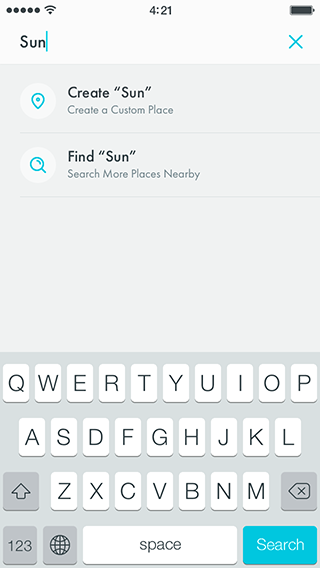 4:21
Sun
Create “Sun”
Create a Custom Place
Find “Sun”
Search More Places Nearby
Q W E R T Y U I O P
A S D F G H J K L
Z X C V B N M
123 space Search